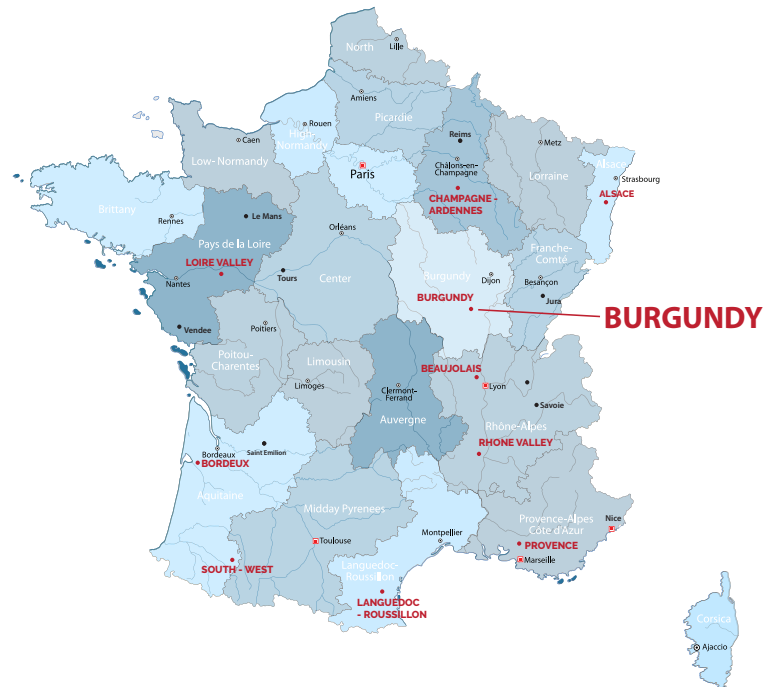 North
Lille
Amiens
Picardie
Rouen
High-
Normandy
Caen
Low-Normandy
Reims
Châlons-en-
Champagne
CHAMPAGNE -
ARDENNES
Metz
Lorraine
Alsace
Strasbourg
ALSACE
Paris
Brittany
Rennes
Le Mans
Pays de la Loire
LOIRE VALLEY
Nantes
Vendee
Orléans
Tours
Center
Burgundy
Dijon
BURGUNDY
BURGUNDY
Franche-
Comté
Besançon
Jura
Poitiers
Poitou-
Charentes
Limousin
Limoges
Clermont-
Ferrand
Auvergne
BEAUJOLAIS
Lyon
Savoie
Rhône-Alpes
RHONE VALLEY
Bordeaux
Saint Emilion
BORDEUX
Aquitaine
Midday Pyrenees
Toulouse
SOUTH - WEST
Montpellier
Languedoc-
Roussillon
LANGUEDOC
- ROUSSILLON
Provence-Alpes
Côte d'Azur
Nice
PROVENCE
Marseille
Corsica
Ajaccio